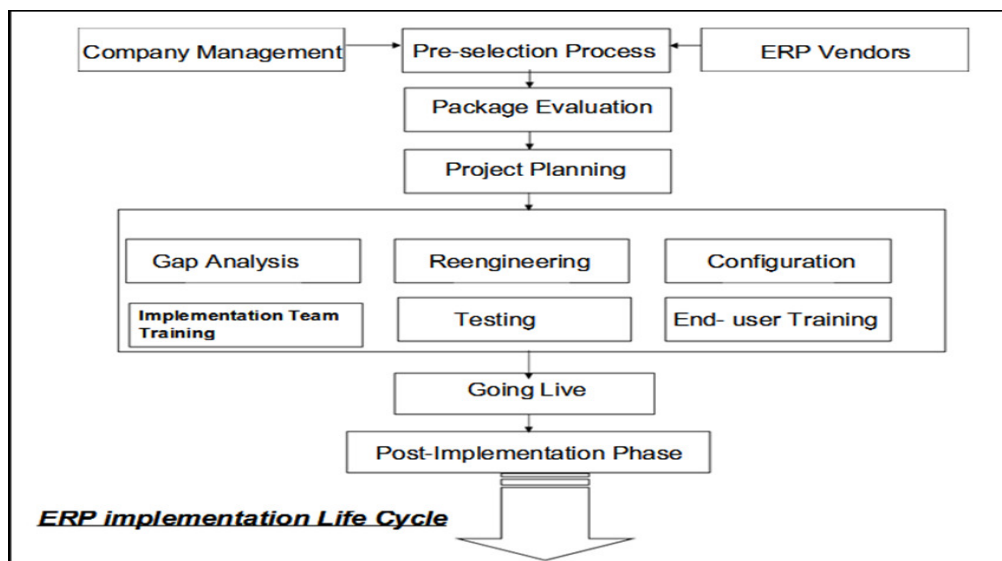 Company Management
Pre-selection Process
ERP Vendors
Package Evaluation
Project Planning
Gap Analysis
Reengineering
Configuration
Implementation Team
Training
Testing
End- user Training
Going Live
Post-Implementation Phase
ERP implementation Life Cycle